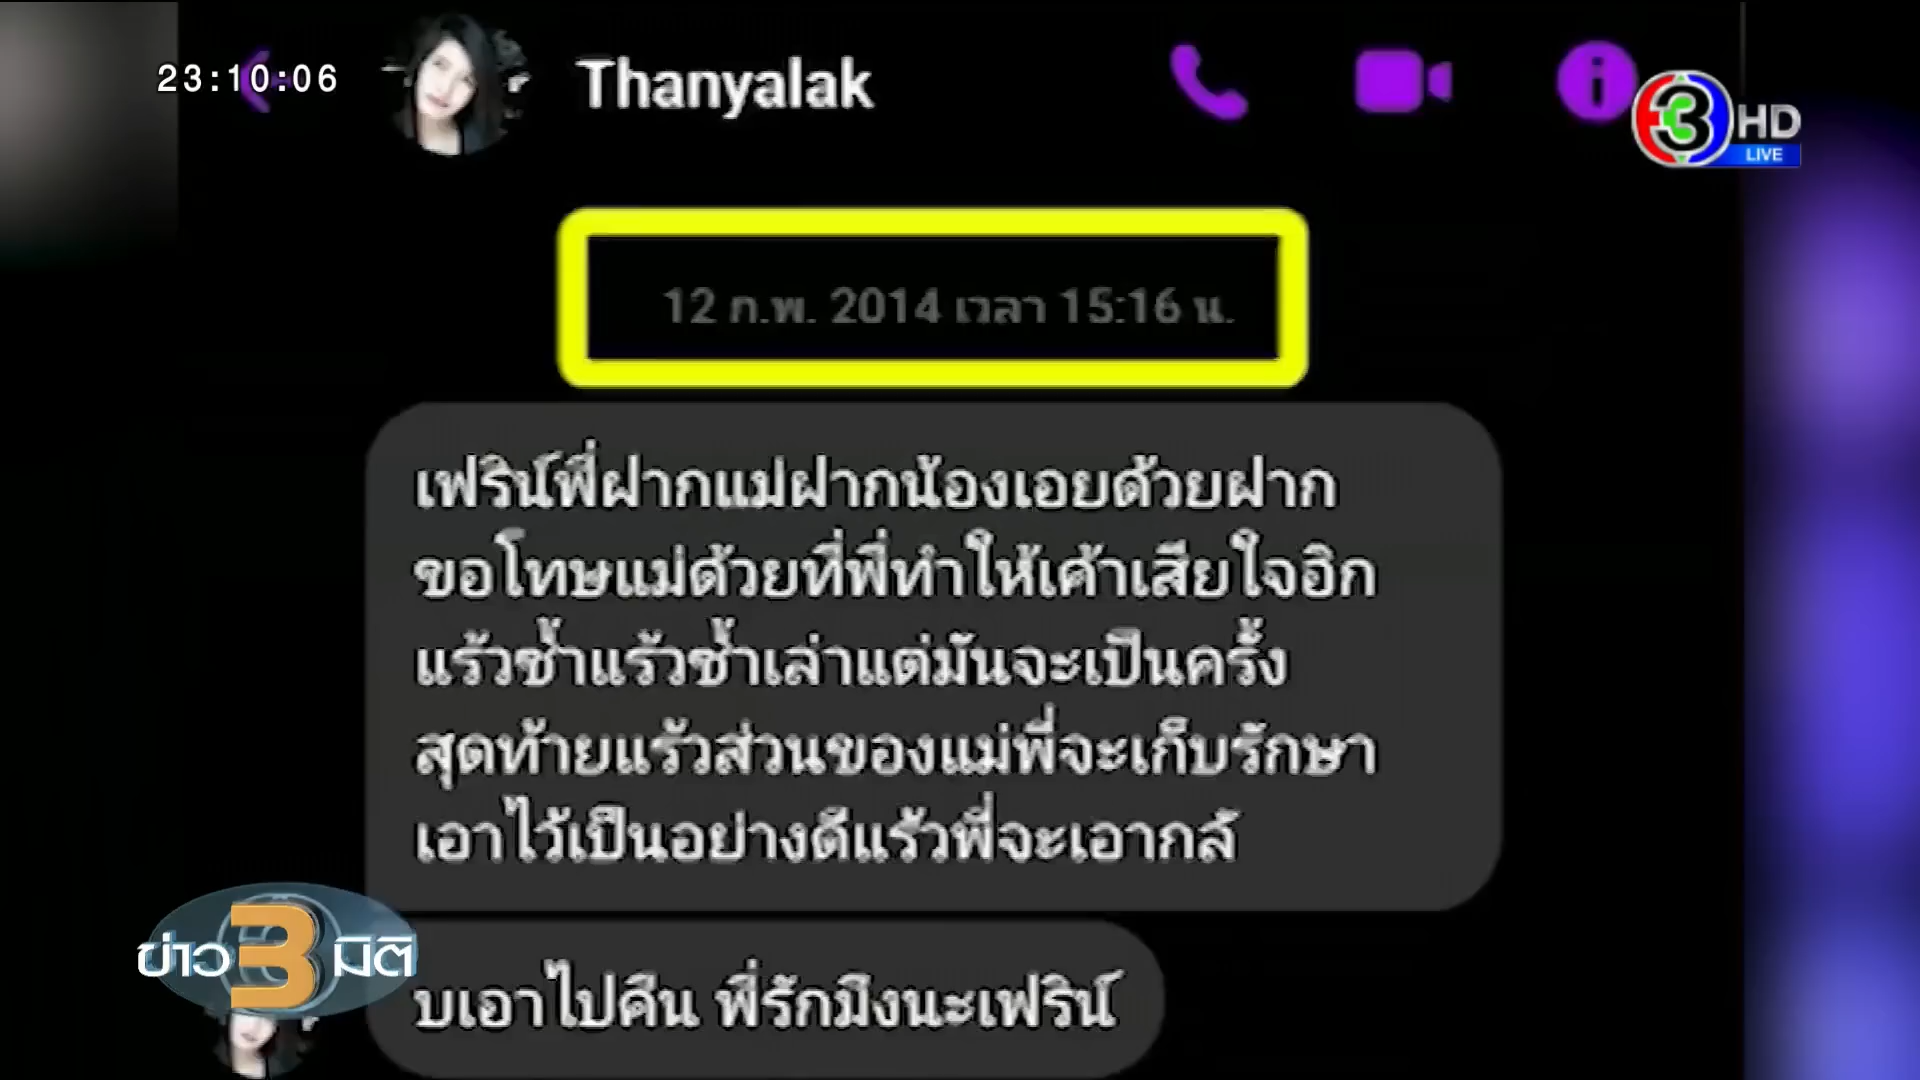 23:10:06
Thanyalak
3 HD
LIVE
12 ก.พ. 2014 เวลา 15:16 น.
เฟริน์พี่ฝากแม่ฝากน้องเอยด้วยฝาก
ขอโทษแม่ด้วยที่พี่ทำให้เค้าเสียใจอิก
แร้วซ้ำแร้วซ้ำเล่าแต่มันจะเป็นครั้ง
สุดท้ายแร้วส่วนของแม่พี่จะเก็บรักษา
เอาไว้เป็นอย่างดีแร้วพี่จะเอากลั
บเอาไปคืน พี่รักมึงนะเฟริน์
ข่าว3มิติ